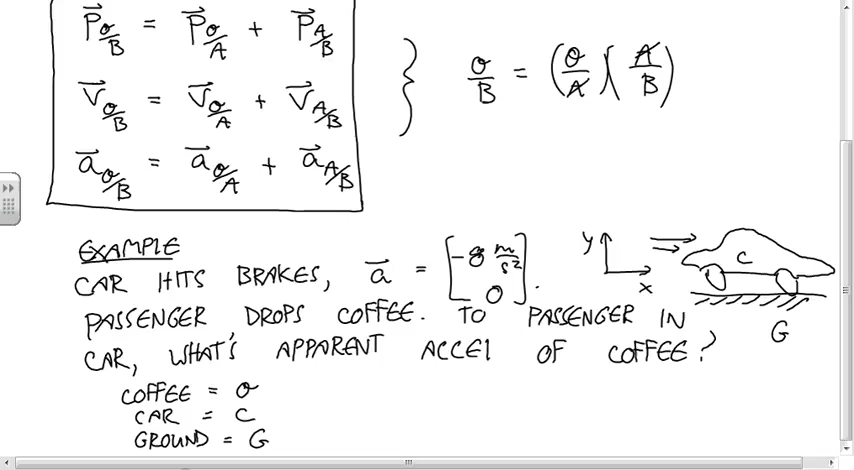 P⃗ O/B = P⃗ O/A + P⃗ A/B
V⃗ O/B = V⃗ O/A + V⃗ A/B
a⃗ O/B = a⃗ O/A + a⃗ A/B
O/B = (O/A)(A/B)
EXAMPLE
CAR HITS BRAKES, a⃗ = [-8 m/s², 0].
PASSENGER DROPS COFFEE. TO PASSENGER IN
CAR, WHAT'S APPARENT ACCEL OF COFFEE?
y
x
C
G
COFFEE = O
CAR = C
GROUND = G